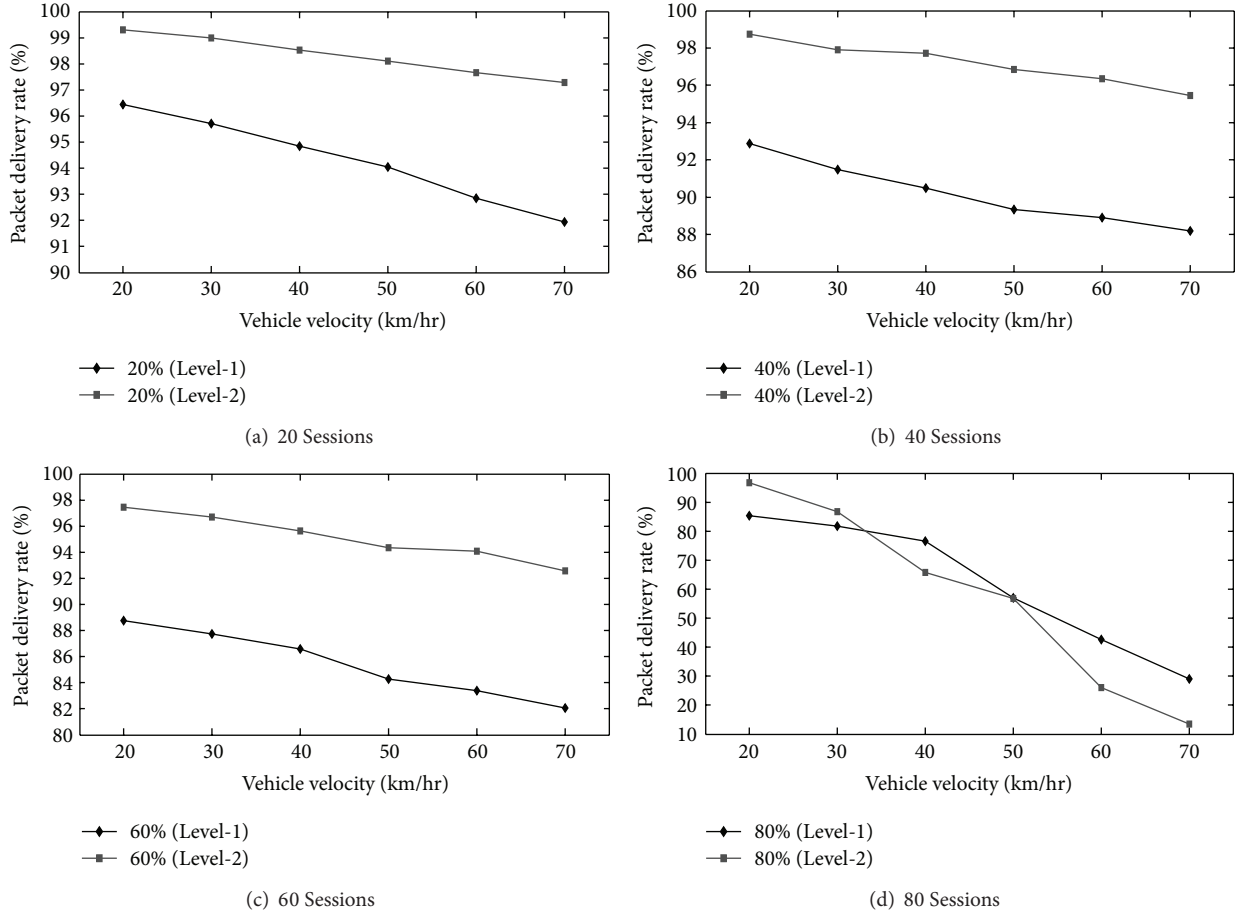 100
99
98
97
96
95
94
93
92
91
90
Packet delivery rate (%)
20 30 40 50 60 70
Vehicle velocity (km/hr)
20% (Level-1)
20% (Level-2)
(a) 20 Sessions
100
98
96
94
92
90
88
86
Packet delivery rate (%)
20 30 40 50 60 70
Vehicle velocity (km/hr)
40% (Level-1)
40% (Level-2)
(b) 40 Sessions
100
98
96
94
92
90
88
86
84
82
80
Packet delivery rate (%)
20 30 40 50 60 70
Vehicle velocity (km/hr)
60% (Level-1)
60% (Level-2)
(c) 60 Sessions
100
90
80
70
60
50
40
30
20
10
Packet delivery rate (%)
20 30 40 50 60 70
Vehicle velocity (km/hr)
80% (Level-1)
80% (Level-2)
(d) 80 Sessions